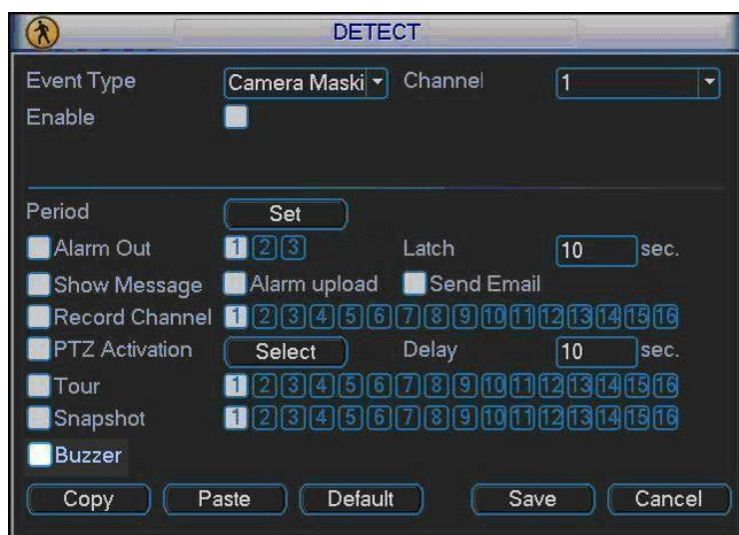 DETECT
Event Type Camera Maski Channel 1
Enable
Period Set
Alarm Out 1 2 3 Latch 10 sec.
Show Message Alarm upload Send Email
Record Channel 1 2 3 4 5 6 7 8 9 10 11 12 13 14 15 16
PTZ Activation Select Delay 10 sec.
Tour 1 2 3 4 5 6 7 8 9 10 11 12 13 14 15 16
Snapshot 1 2 3 4 5 6 7 8 9 10 11 12 13 14 15 16
Buzzer
Copy Paste Default Save Cancel